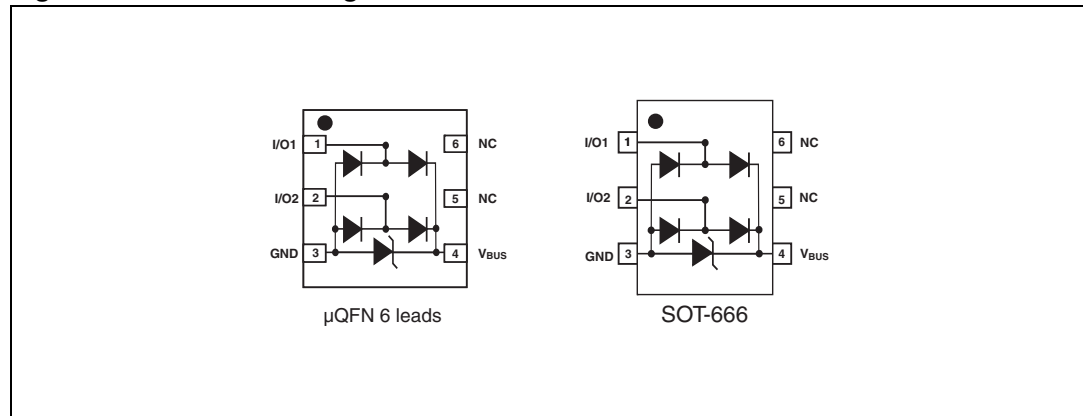 I/O1 1 6 NC
I/O2 2 5 NC
GND 3 4 VBUS
µQFN 6 leads
I/O1 1 6 NC
I/O2 2 5 NC
GND 3 4 VBUS
SOT-666